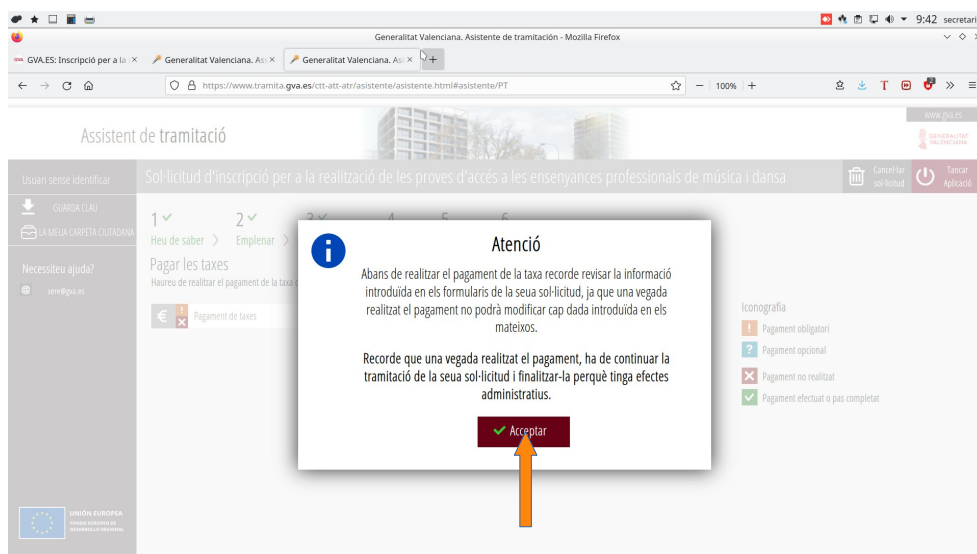 9:42 secretari
Generalitat Valenciana. Asistente de tramitación - Mozilla Firefox
GVA.ES: Inscripció per a la
Generalitat Valenciana. As
Generalitat Valenciana. Asi
https://www.tramita.gva.es/ctt-att-atr/asistente/asistente.html#asistente/PT
100%
www.gva.es
Assistent de tramitació
GENERALITAT
VALENCIANA
Usuari sense identificar
Sol·licitud d'inscripció per a la realització de les proves d'accés a les ensenyances professionals de música i dansa
Cancel·lar
sol·licitud
Tancar
Aplicació
GUARDA CLAU
LA MEUA CARPETA CIUTADANA
Necessiteu ajuda?
sere@gva.es
1 2 3 4 5 6
Heu de saber
Emplenar
Pagar les taxes
Haureu de realitzar el pagament de la taxa
Pagament de taxes
Atenció
Abans de realitzar el pagament de la taxa recorde revisar la informació
introduïda en els formularis de la seua sol·licitud, ja que una vegada
realitzat el pagament no podrà modificar cap dada introduïda en els
mateixos.
Recorde que una vegada realitzat el pagament, ha de continuar la
tramitació de la seua sol·licitud i finalitzar-la perquè tinga efectes
administratius.
Acceptar
Iconografia
Pagament obligatori
Pagament opcional
Pagament no realitzat
Pagament efectuat o pas completat
UNIÓN EUROPEA
FONDO EUROPEO DE
DESARROLLO REGIONAL